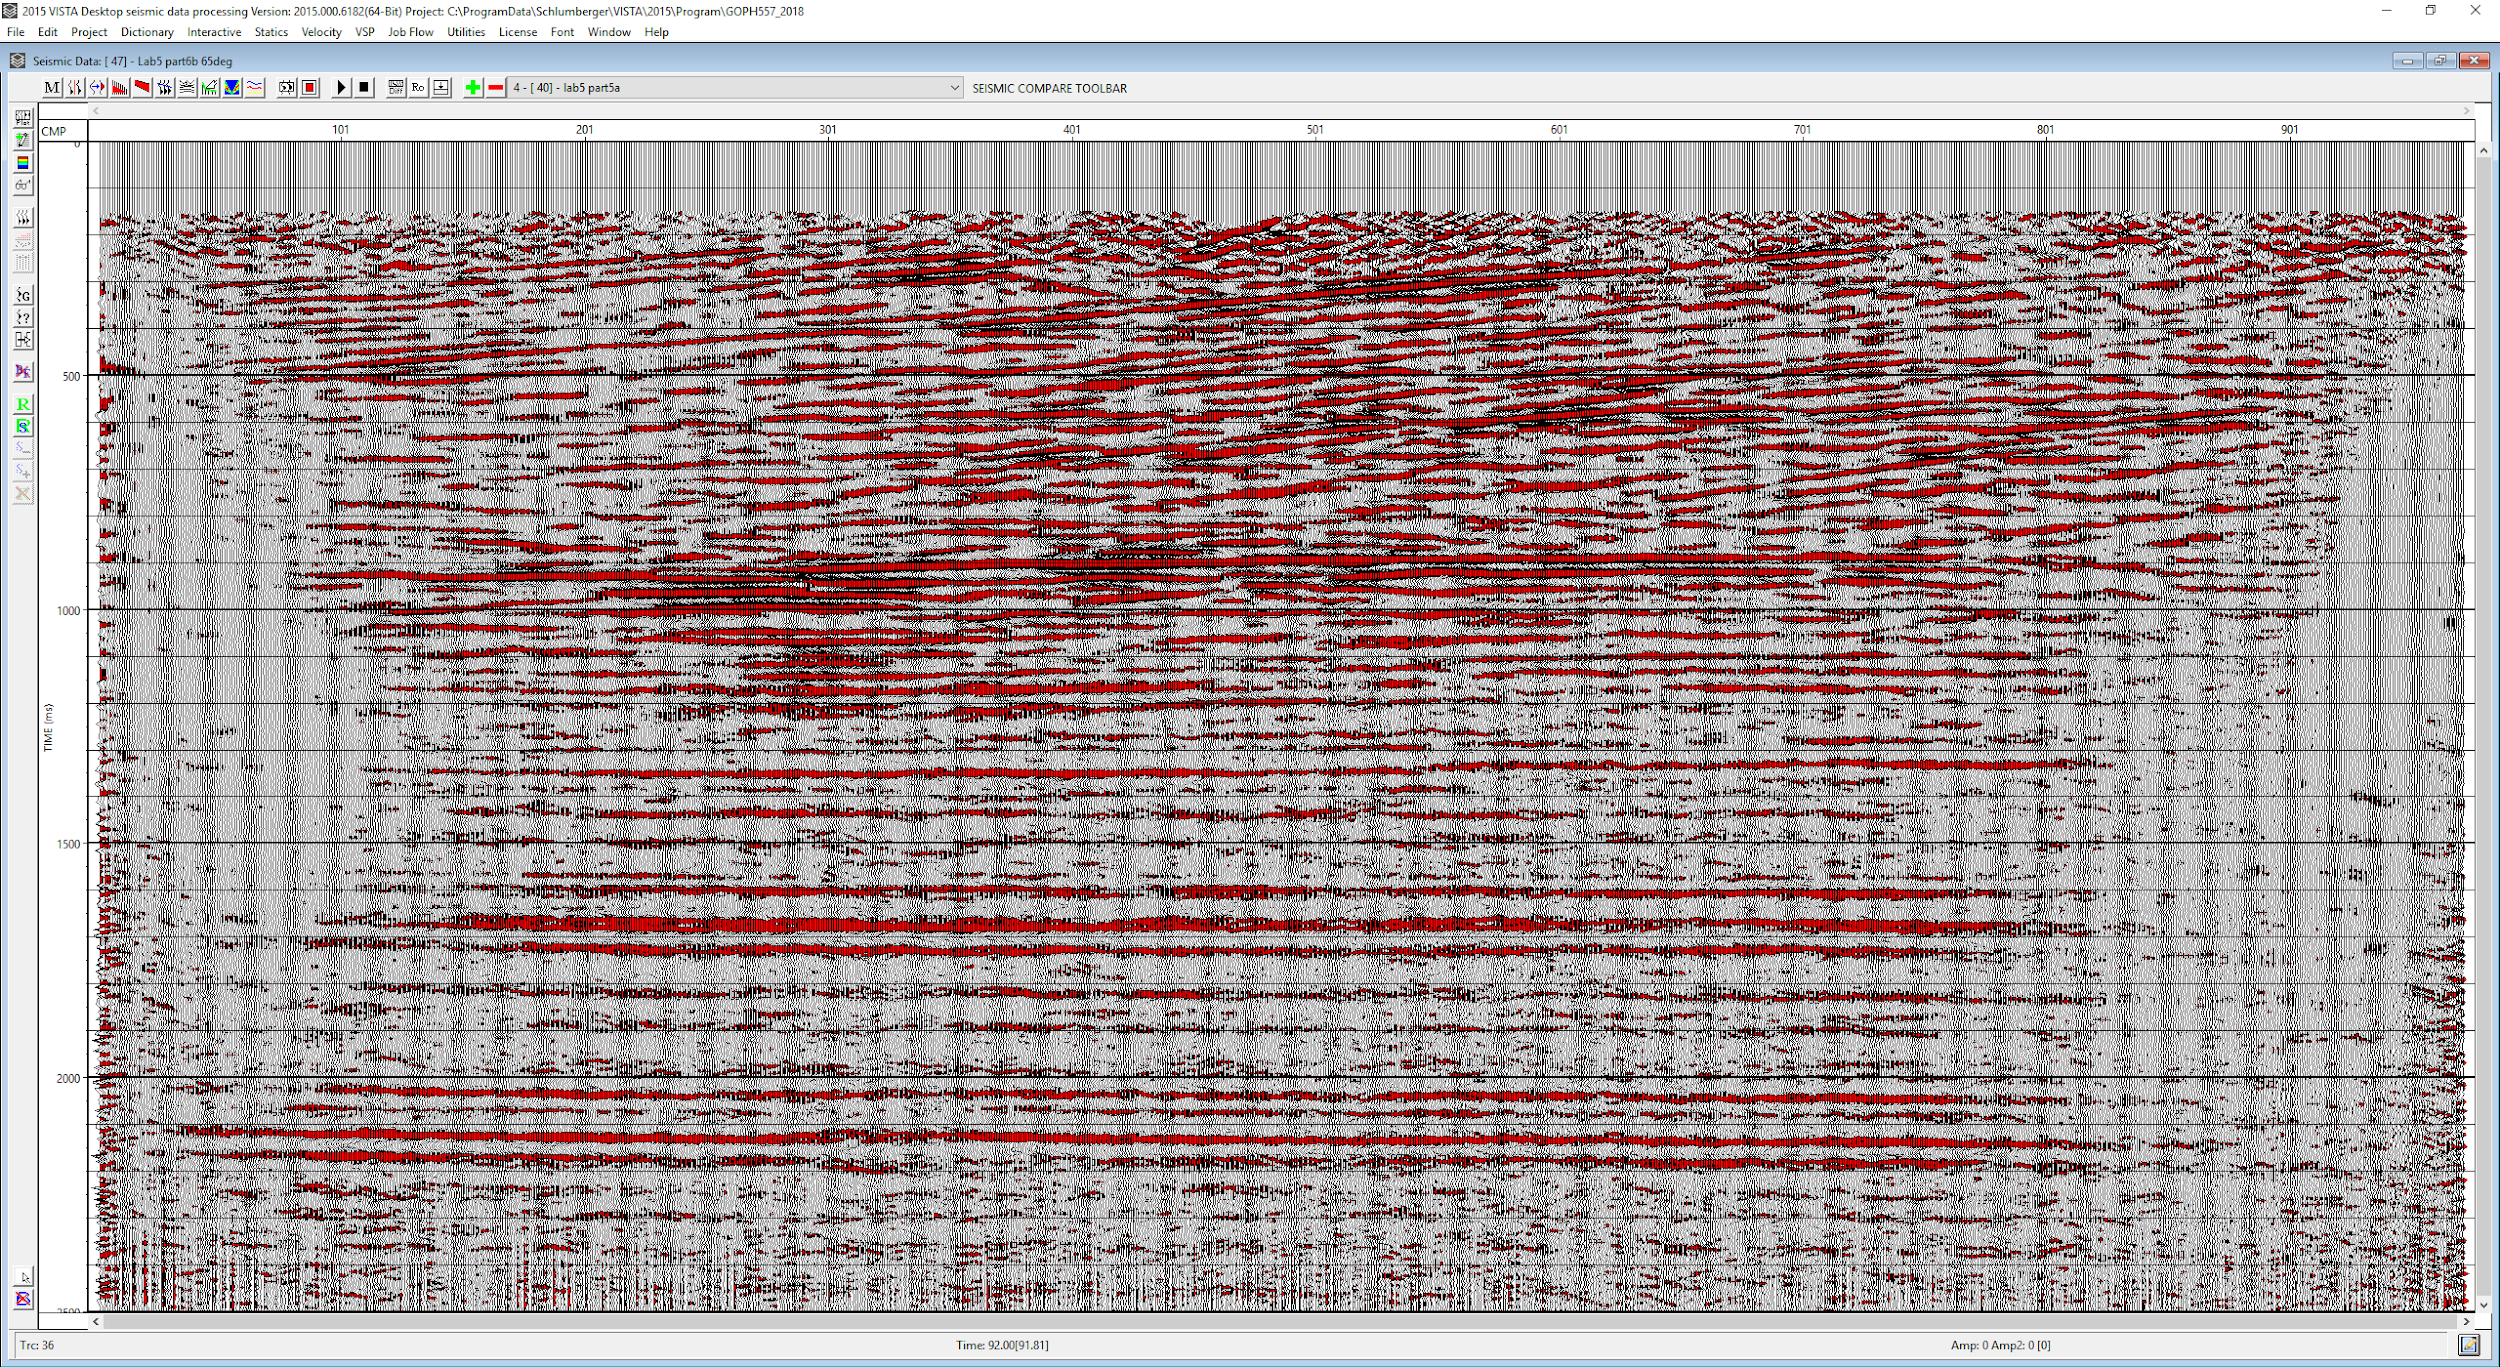 2015 VISTA Desktop seismic data processing Version: 2015.000.6182(64-Bit) Project: C:\ProgramData\Schlumberger\VISTA\2015\Program\GOPH557_2018
File Edit Project Dictionary Interactive Statics Velocity VSP Job Flow Utilities License Font Window Help
Seismic Data: [ 47] - Lab5 part6b 65deg
M Diff Ro 4 - [ 40] - lab5 part5a SEISMIC COMPARE TOOLBAR
CMP 101 201 301 401 501 601 701 801 901
0
500
1000
TIME (ms)
1500
2000
2500
Trc: 36 Time: 92.00[91.81] Amp: 0 Amp2: 0 [0]